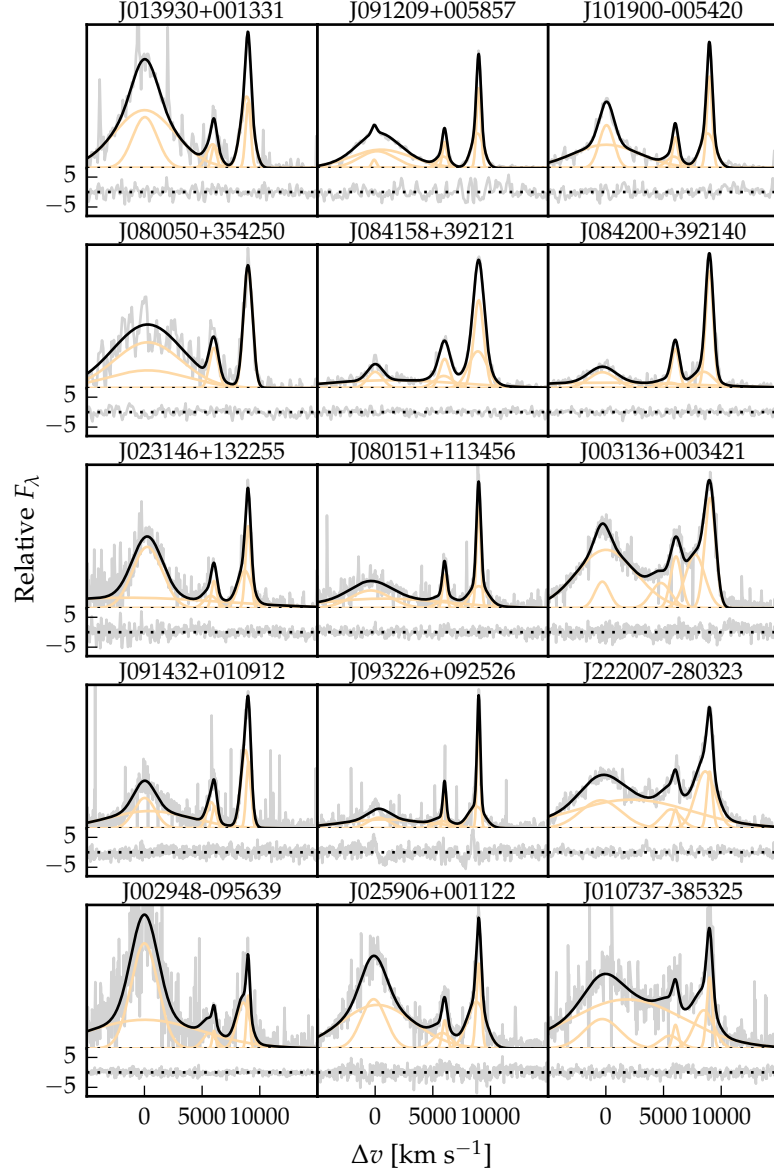 J013930+001331 J091209+005857 J101900-005420
5
−5
J080050+354250 J084158+392121 J084200+392140
5
−5
J023146+132255 J080151+113456 J003136+003421
5
−5
J091432+010912 J093226+092526 J222007-280323
5
−5
J002948-095639 J025906+001122 J010737-385325
5
−5
0 5000 10000 0 5000 10000 0 5000 10000
Δv [km s⁻¹]
Relative F_λ